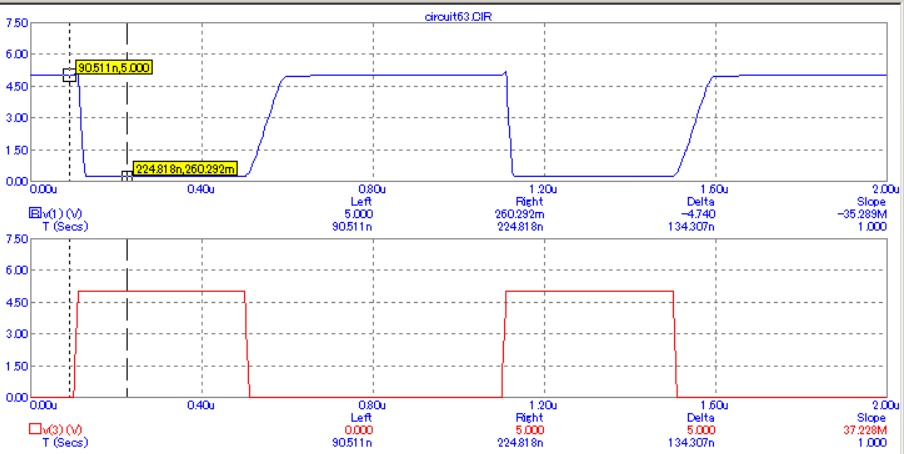 circuit63.CIR
7.50
6.00
4.50
3.00
1.50
0.00
90.511n,5.000
224.818n,260.292m
0.00u 0.40u 0.80u 1.20u 1.60u 2.00u
Left Right Delta Slope
v(1) (V) 5.000 260.292m -4.740 -35.289M
T (Secs) 90.511n 224.818n 134.307n 1.000
7.50
6.00
4.50
3.00
1.50
0.00
0.00u 0.40u 0.80u 1.20u 1.60u 2.00u
Left Right Delta Slope
v(3) (V) 0.000 5.000 5.000 37.228M
T (Secs) 90.511n 224.818n 134.307n 1.000